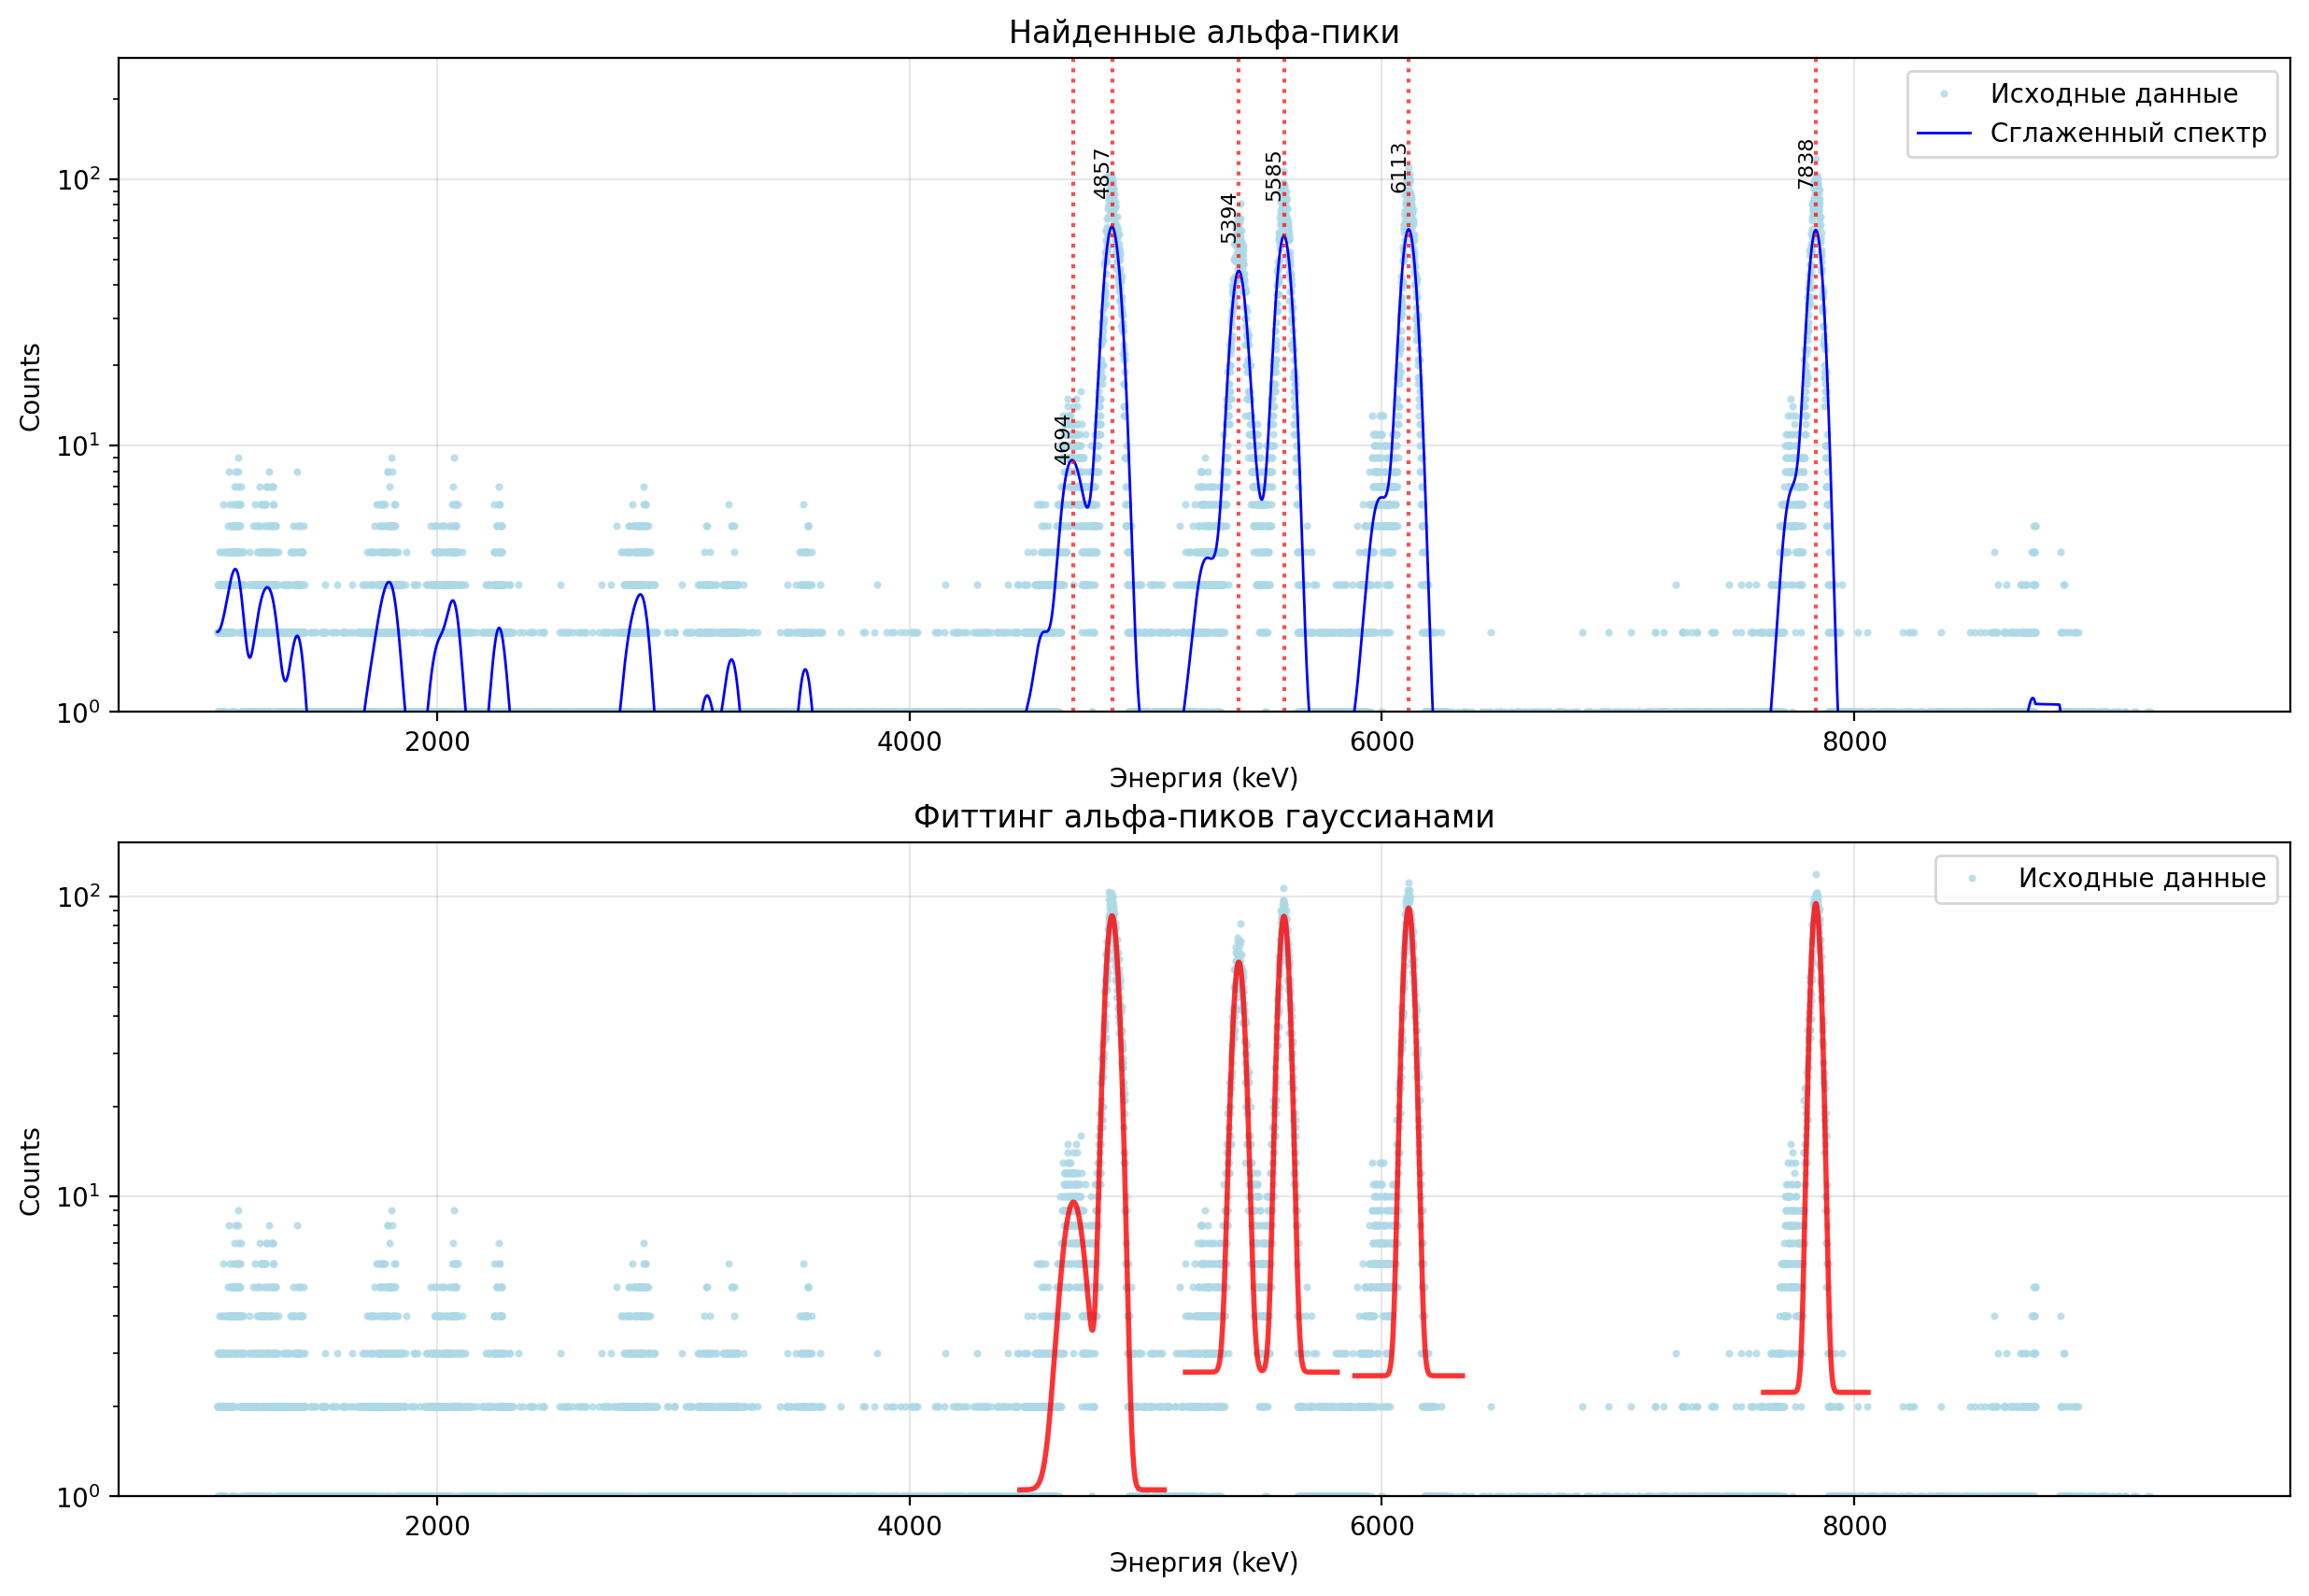 Найденные альфа-пики
Исходные данные
Сглаженный спектр
4694
4857
5394
5585
6113
7838
Counts
10²
10¹
10⁰
2000
4000
6000
8000
Энергия (keV)
Фиттинг альфа-пиков гауссианами
Исходные данные
Counts
10²
10¹
10⁰
2000
4000
6000
8000
Энергия (keV)